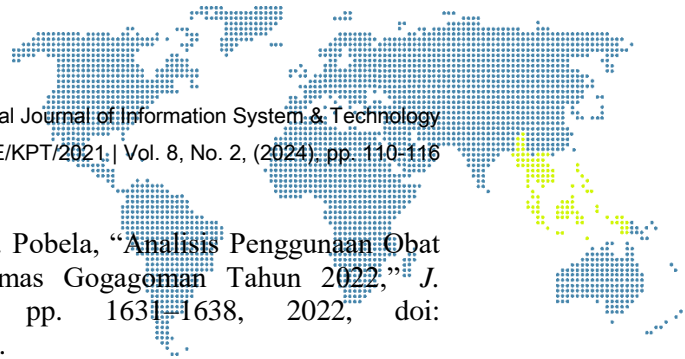 al Journal of Information System & Technology
E/KPT/2021 | Vol. 8, No. 2, (2024), pp. 110-116
. Pobela, “Analisis Penggunaan Obat
mas Gogagoman Tahun 2022,” J.
pp. 1631–1638, 2022, doi:
.